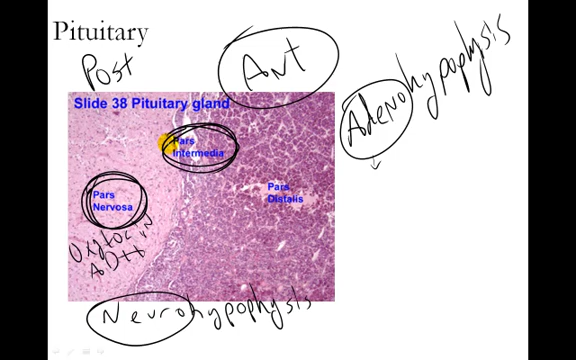 Pituitary
Post
Ant
Adenohypophysis
Slide 38 Pituitary gland
Pars
Intermedia
Pars
Distalis
Pars
Nervosa
Oxytocin
ADH
Neurohypophysis